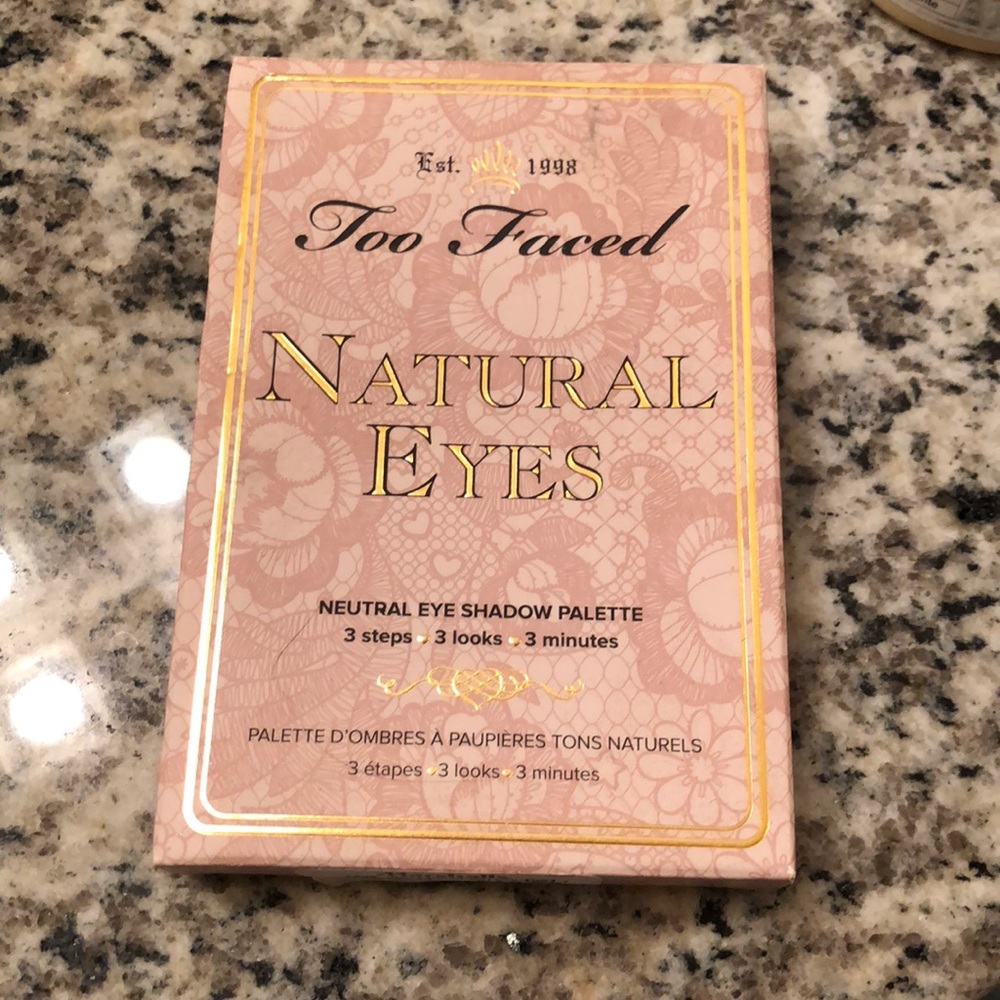 Est. 1998
Too Faced
NATURAL
EYES
NEUTRAL EYE SHADOW PALETTE
3 steps • 3 looks • 3 minutes
PALETTE D'OMBRES À PAUPIÈRES TONS NATURELS
3 étapes • 3 looks • 3 minutes